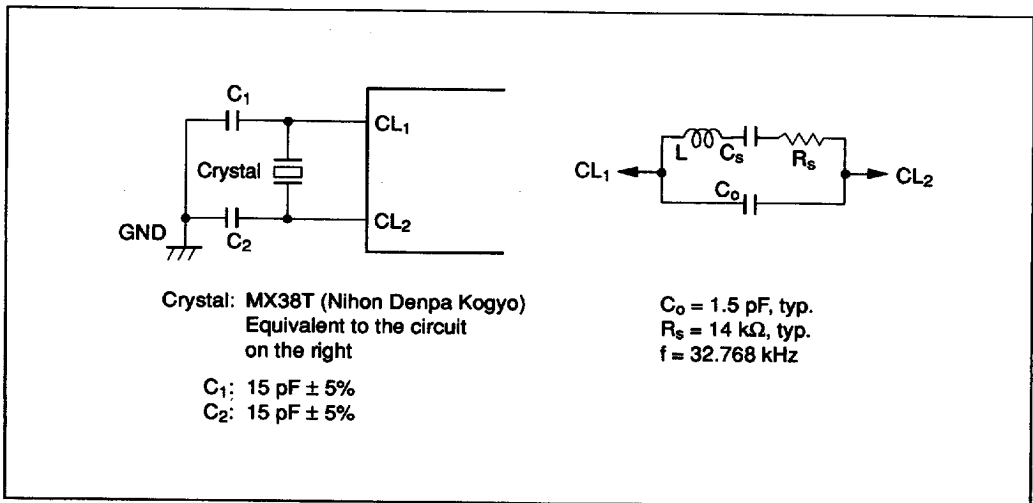 C₁
CL₁
Crystal
CL₂
GND
C₂
L
Cₛ
Rₛ
CL₁
CL₂
Cₒ
Crystal: MX38T (Nihon Denpa Kogyo)
Equivalent to the circuit
on the right
C₁: 15 pF ± 5%
C₂: 15 pF ± 5%
Cₒ = 1.5 pF, typ.
Rₛ = 14 kΩ, typ.
f = 32.768 kHz